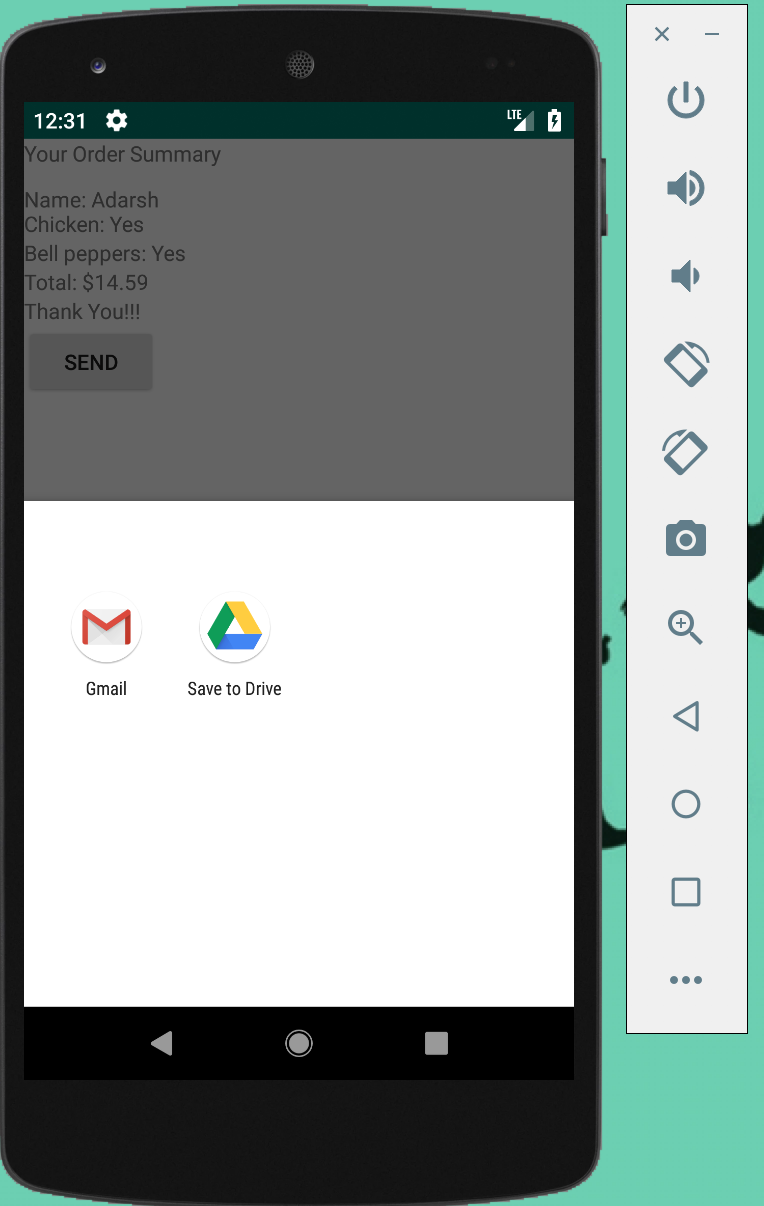 12:31
LTE
Your Order Summary
Name: Adarsh
Chicken: Yes
Bell peppers: Yes
Total: $14.59
Thank You!!!
SEND
Gmail
Save to Drive